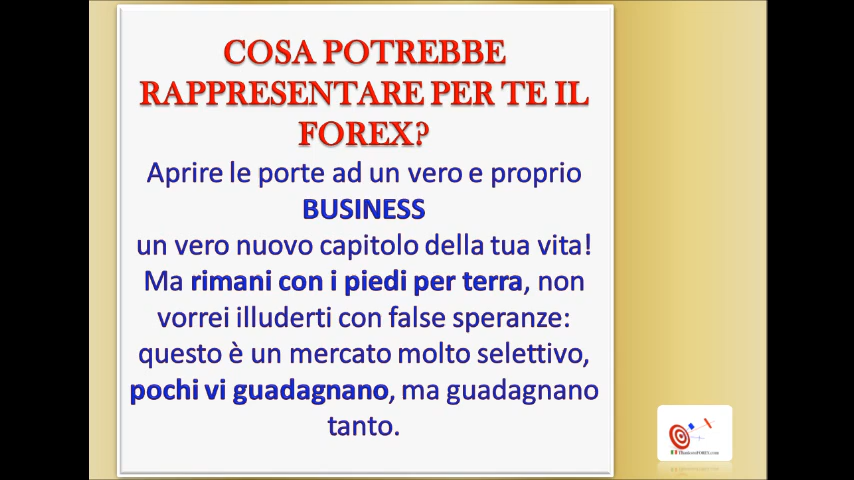 COSA POTREBBE
RAPPRESENTARE PER TE IL
FOREX?
Aprire le porte ad un vero e proprio
BUSINESS
un vero nuovo capitolo della tua vita!
Ma rimani con i piedi per terra, non
vorrei illuderti con false speranze:
questo è un mercato molto selettivo,
pochi vi guadagnano, ma guadagnano
tanto.